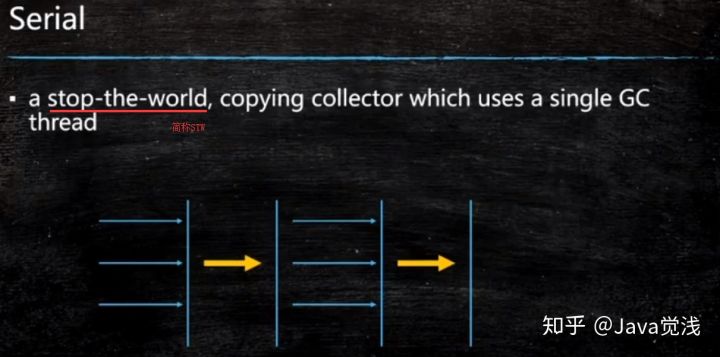 Serial
▪ a stop-the-world, copying collector which uses a single GC
thread
简称STW
知乎 @Java觉浅